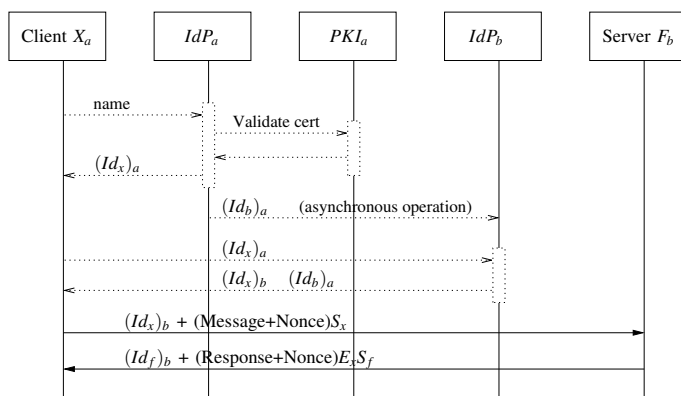 Client X_a IdP_a PKI_a IdP_b Server F_b
name
Validate cert
(Id_x)_a
(Id_b)_a (asynchronous operation)
(Id_x)_a
(Id_x)_b (Id_b)_a
(Id_x)_b + (Message+Nonce)S_x
(Id_f)_b + (Response+Nonce)E_xS_f